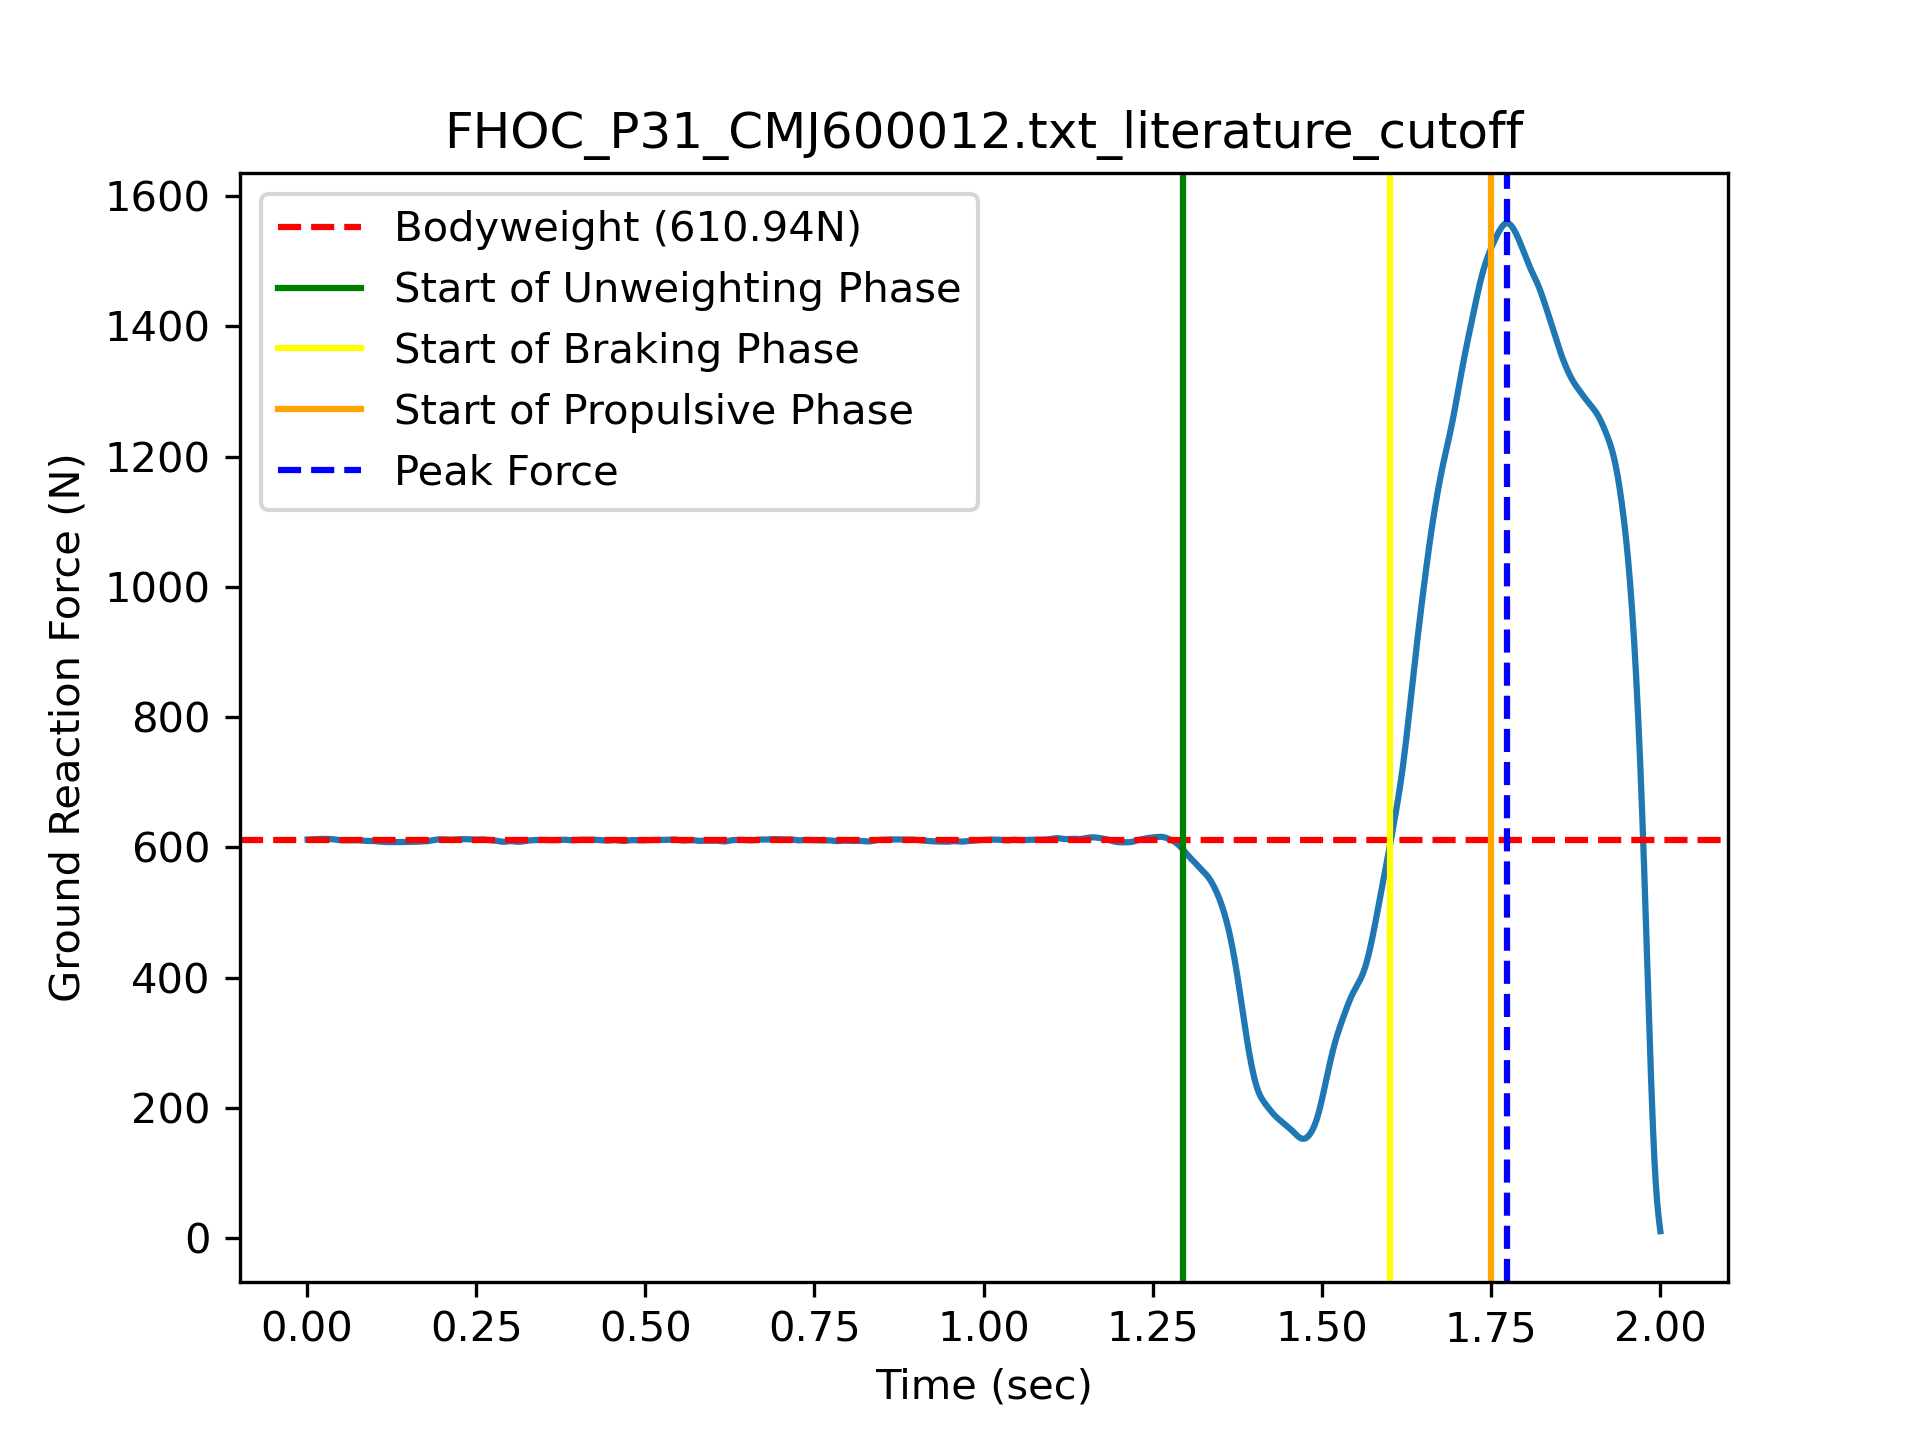 FHOC_P31_CMJ600012.txt_literature_cutoff
1600
1400
1200
1000
800
600
400
200
0
Ground Reaction Force (N)
Bodyweight (610.94N)
Start of Unweighting Phase
Start of Braking Phase
Start of Propulsive Phase
Peak Force
0.00 0.25 0.50 0.75 1.00 1.25 1.50 1.75 2.00
Time (sec)